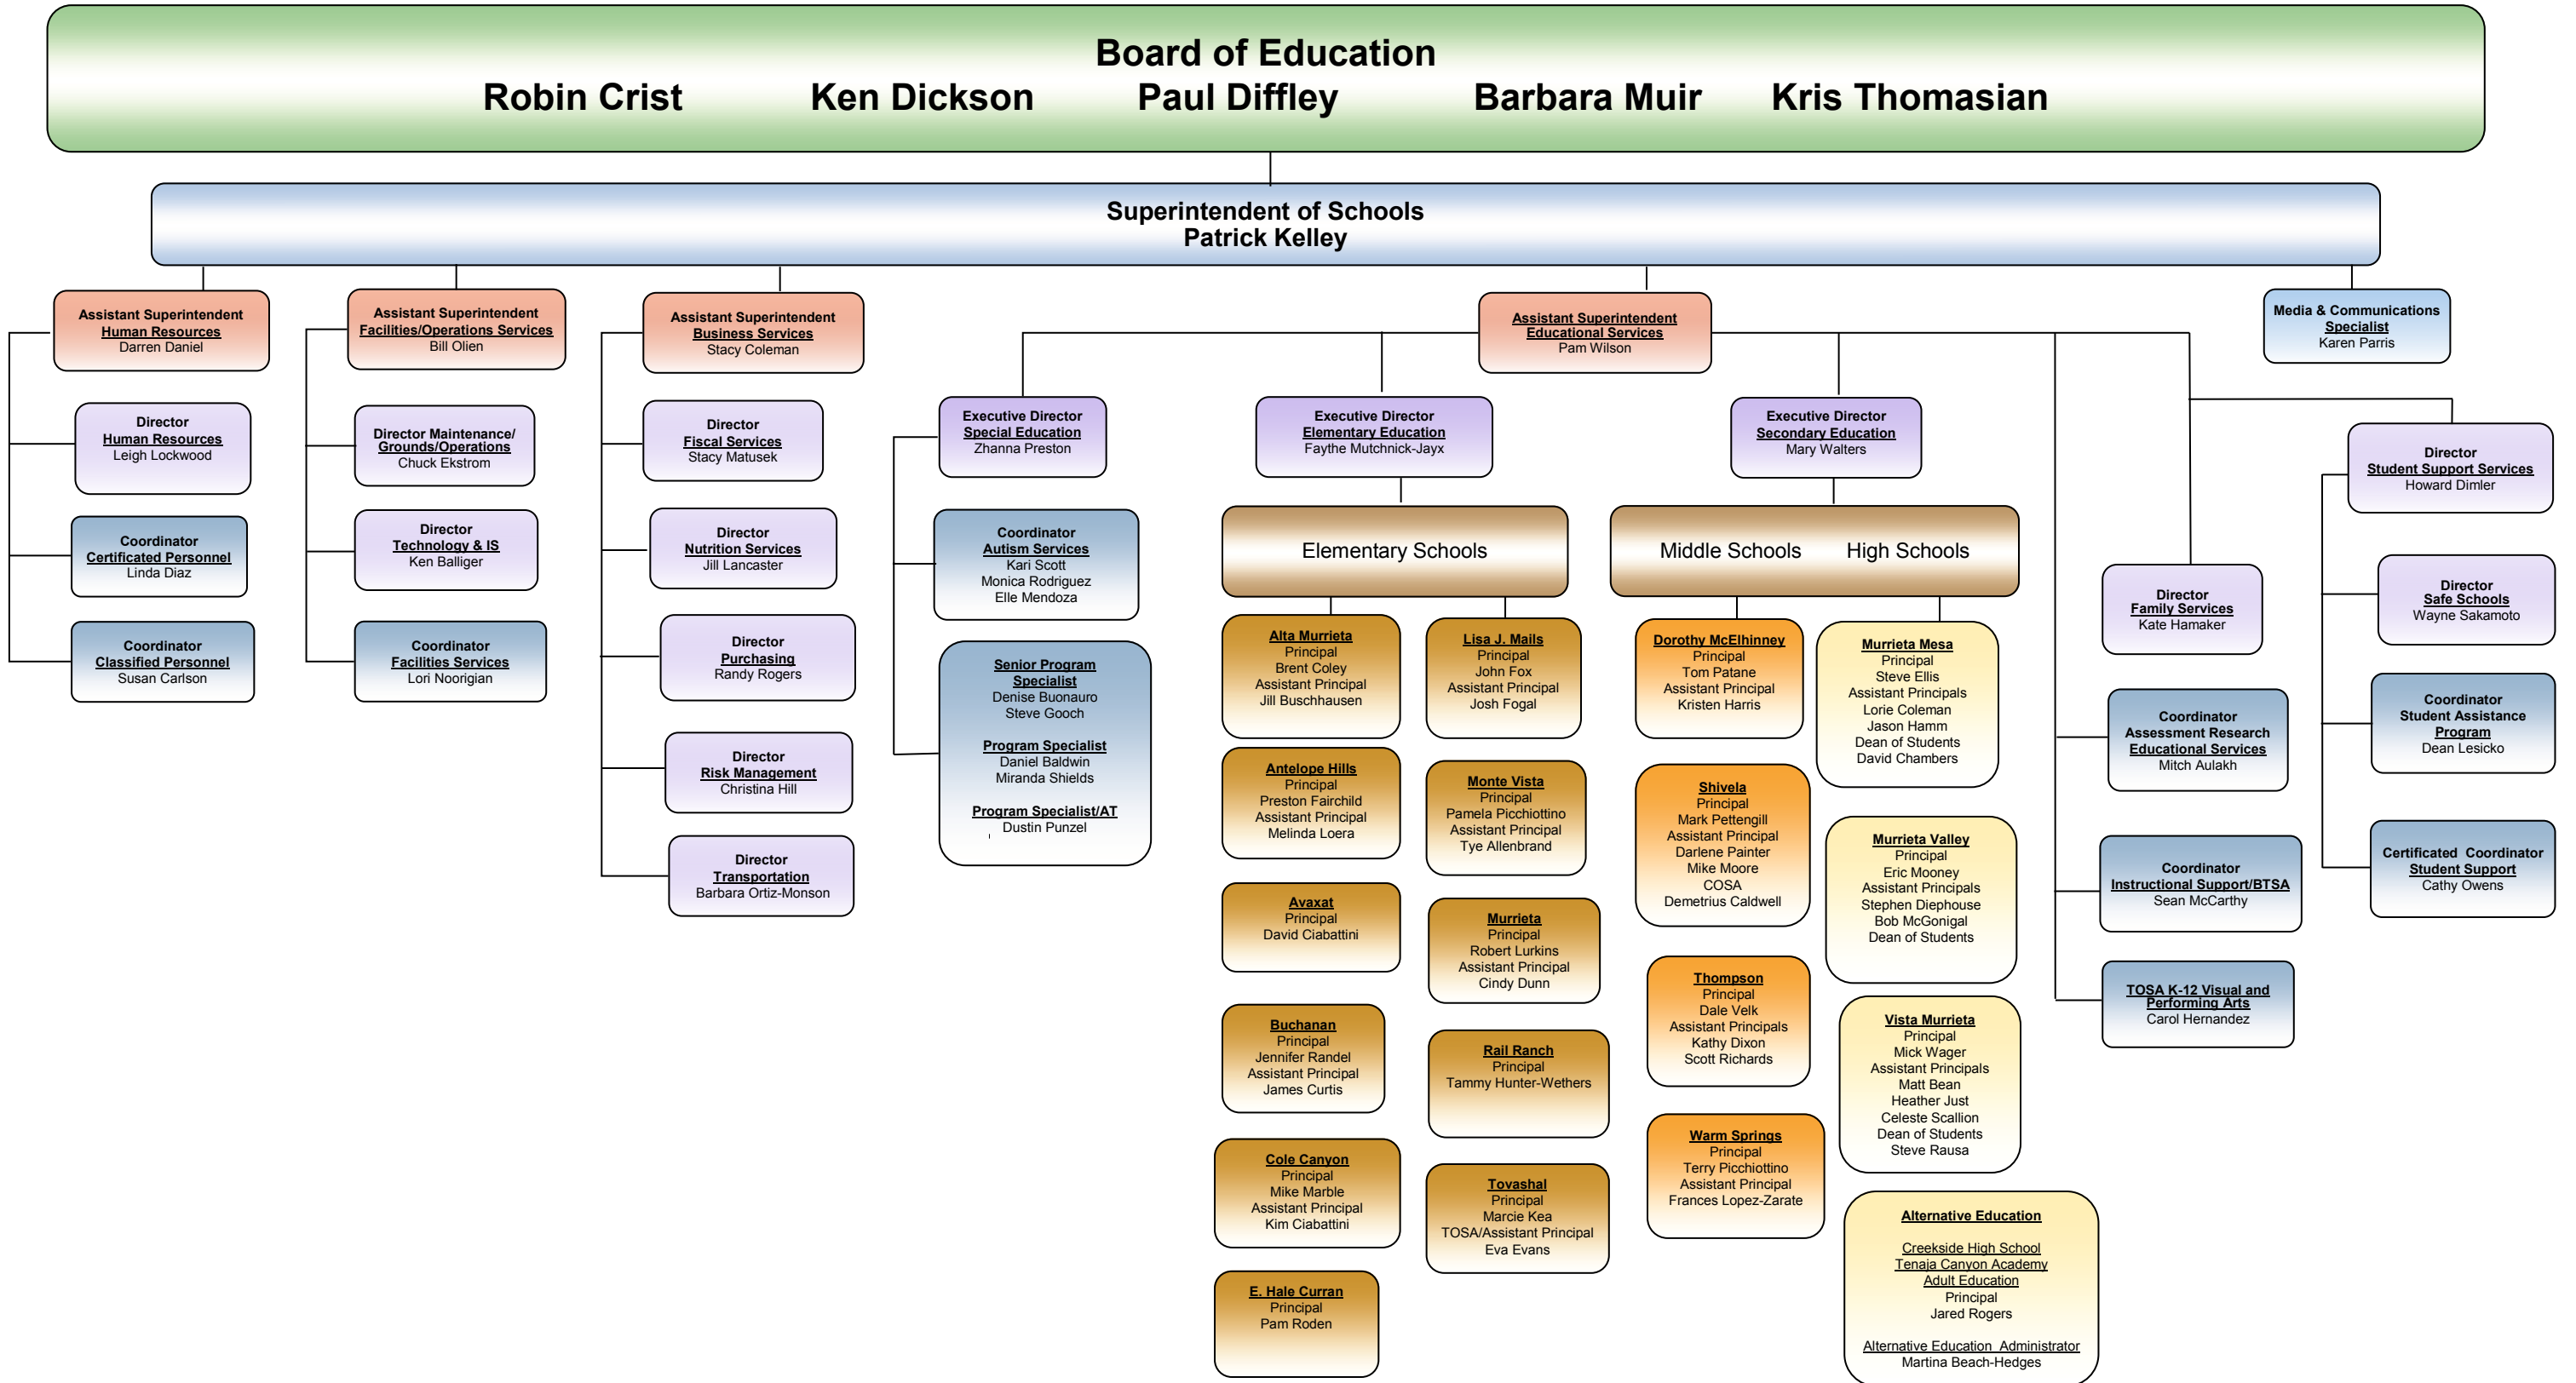 Board of Education
Robin Crist Ken Dickson Paul Diffley Barbara Muir Kris Thomasian
Superintendent of Schools
Patrick Kelley
Assistant Superintendent
Human Resources
Darren Daniel
Director
Human Resources
Leigh Lockwood
Coordinator
Certificated Personnel
Linda Diaz
Coordinator
Classified Personnel
Susan Carlson
Assistant Superintendent
Facilities/Operations Services
Bill Olien
Director Maintenance/
Grounds/Operations
Chuck Ekstrom
Director
Technology & IS
Ken Balliger
Coordinator
Facilities Services
Lori Noorigian
Assistant Superintendent
Business Services
Stacy Coleman
Director
Fiscal Services
Stacy Matusek
Director
Nutrition Services
Jill Lancaster
Director
Purchasing
Randy Rogers
Director
Risk Management
Christina Hill
Director
Transportation
Barbara Ortiz-Monson
Assistant Superintendent
Educational Services
Pam Wilson
Executive Director
Special Education
Zhanna Preston
Coordinator
Autism Services
Kari Scott
Monica Rodriguez
Elle Mendoza
Senior Program
Specialist
Denise Buonauro
Steve Gooch
Program Specialist
Daniel Baldwin
Miranda Shields
Program Specialist/AT
Dustin Punzel
Executive Director
Elementary Education
Faythe Mutchnick-Jayx
Elementary Schools
Alta Murrieta
Principal
Brent Coley
Assistant Principal
Jill Buschhausen
Antelope Hills
Principal
Preston Fairchild
Assistant Principal
Melinda Loera
Avaxat
Principal
David Ciabattini
Buchanan
Principal
Jennifer Randel
Assistant Principal
James Curtis
Cole Canyon
Principal
Mike Marble
Assistant Principal
Kim Ciabattini
E. Hale Curran
Principal
Pam Roden
Lisa J. Mails
Principal
John Fox
Assistant Principal
Josh Fogal
Monte Vista
Principal
Pamela Picchiottino
Assistant Principal
Tye Allenbrand
Murrieta
Principal
Robert Lurkins
Assistant Principal
Cindy Dunn
Rail Ranch
Principal
Tammy Hunter-Wethers
Tovashal
Principal
Marcie Kea
TOSA/Assistant Principal
Eva Evans
Executive Director
Secondary Education
Mary Walters
Middle Schools High Schools
Dorothy McElhinney
Principal
Tom Patane
Assistant Principal
Kristen Harris
Shivela
Principal
Mark Pettengill
Assistant Principal
Darlene Painter
Mike Moore
COSA
Demetrius Caldwell
Thompson
Principal
Dale Velk
Assistant Principals
Kathy Dixon
Scott Richards
Warm Springs
Principal
Terry Picchiottino
Assistant Principal
Frances Lopez-Zarate
Murrieta Mesa
Principal
Steve Ellis
Assistant Principals
Lorie Coleman
Jason Hamm
Dean of Students
David Chambers
Murrieta Valley
Principal
Eric Mooney
Assistant Principals
Stephen Diephouse
Bob McGonigal
Dean of Students
Vista Murrieta
Principal
Mick Wager
Assistant Principals
Matt Bean
Heather Just
Celeste Scallion
Dean of Students
Steve Rausa
Alternative Education
Creekside High School
Tenaja Canyon Academy
Adult Education
Principal
Jared Rogers
Alternative Education Administrator
Martina Beach-Hedges
Director
Family Services
Kate Hamaker
Coordinator
Assessment Research
Educational Services
Mitch Aulakh
Coordinator
Instructional Support/BTSA
Sean McCarthy
TOSA K-12 Visual and
Performing Arts
Carol Hernandez
Media & Communications
Specialist
Karen Parris
Director
Student Support Services
Howard Dimler
Director
Safe Schools
Wayne Sakamoto
Coordinator
Student Assistance
Program
Dean Lesicko
Certificated Coordinator
Student Support
Cathy Owens